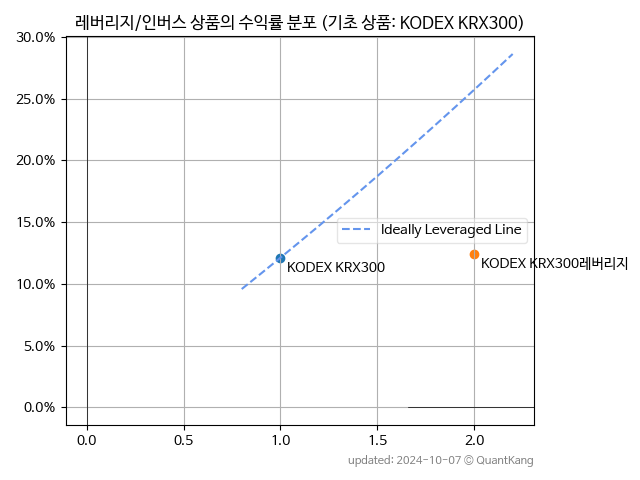 레버리지/인버스 상품의 수익률 분포 (기초 상품: KODEX KRX300)
30.0%
25.0%
20.0%
15.0%
10.0%
5.0%
0.0%
Ideally Leveraged Line
KODEX KRX300
KODEX KRX300레버리지
0.0 0.5 1.0 1.5 2.0
updated: 2024-10-07 © QuantKang